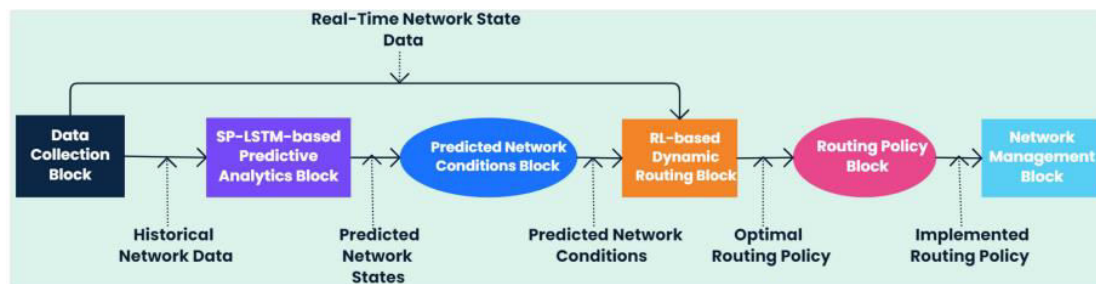 Real-Time Network State
Data
Data
Collection
Block
SP-LSTM-based
Predictive
Analytics Block
Predicted Network
Conditions Block
RL-based
Dynamic
Routing Block
Routing Policy
Block
Network
Management
Block
Historical
Network Data
Predicted
Network
States
Predicted Network
Conditions
Optimal
Routing Policy
Implemented
Routing Policy